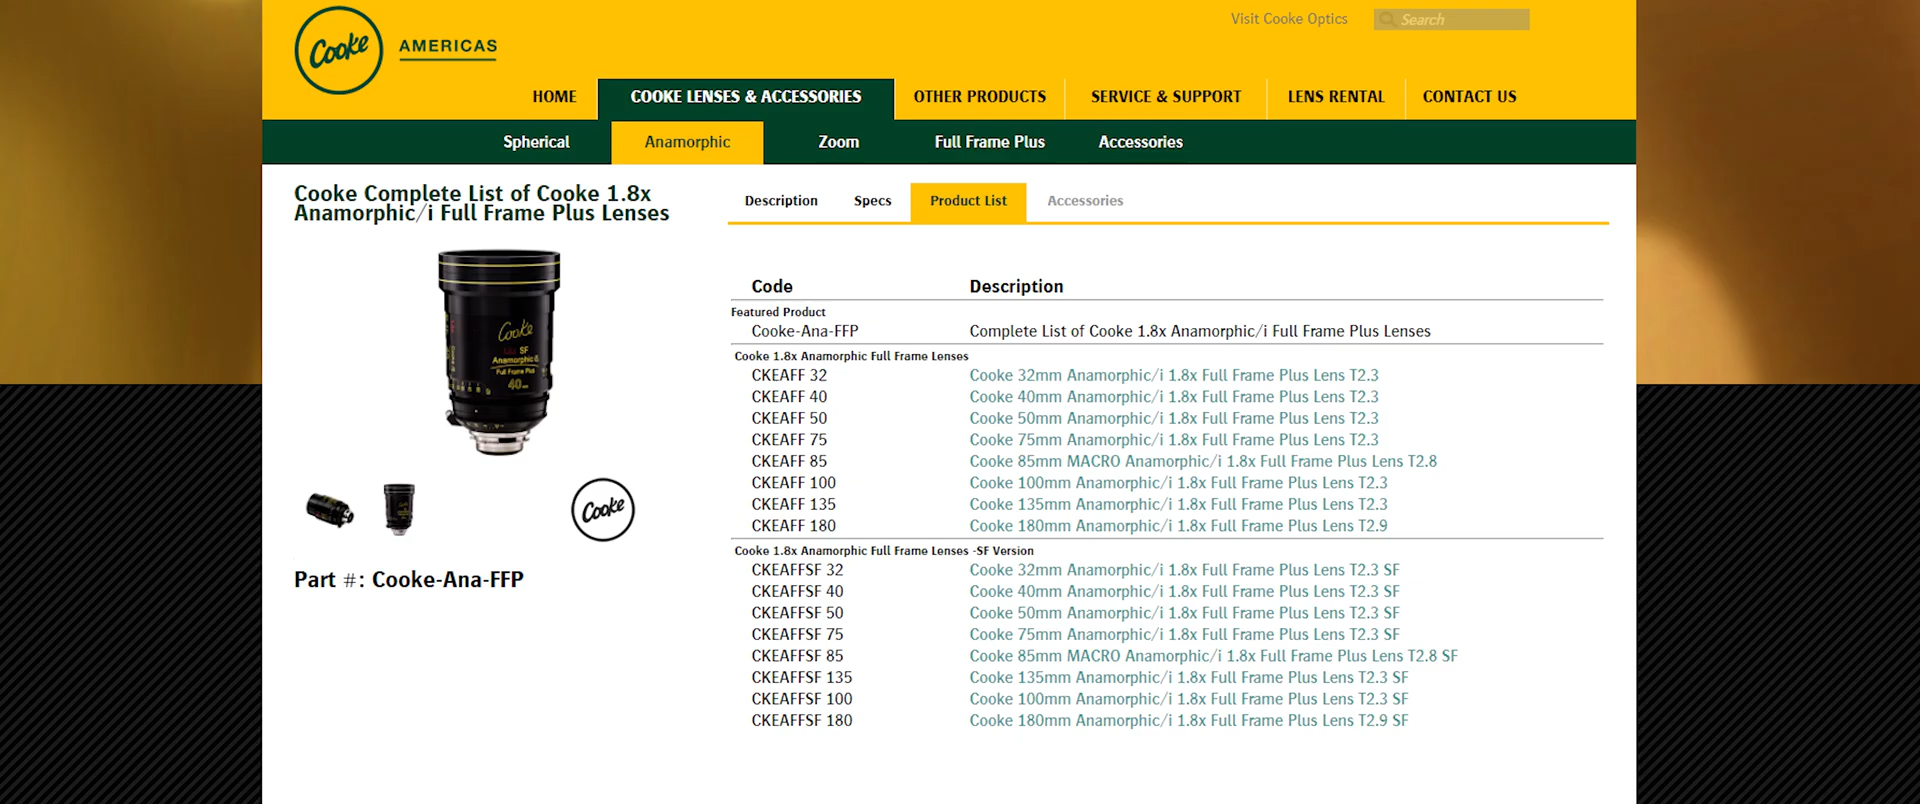 Cooke
AMERICAS
Visit Cooke Optics
Search
HOME
COOKE LENSES & ACCESSORIES
OTHER PRODUCTS
SERVICE & SUPPORT
LENS RENTAL
CONTACT US
Spherical
Anamorphic
Zoom
Full Frame Plus
Accessories
Cooke Complete List of Cooke 1.8x
Anamorphic/i Full Frame Plus Lenses
Cooke
SF
Anamorphic/i
Full Frame Plus
40mm
Cooke
Part #: Cooke-Ana-FFP
Description
Specs
Product List
Accessories
Code Description
Featured Product
Cooke-Ana-FFP Complete List of Cooke 1.8x Anamorphic/i Full Frame Plus Lenses
Cooke 1.8x Anamorphic Full Frame Lenses
CKEAFF 32 Cooke 32mm Anamorphic/i 1.8x Full Frame Plus Lens T2.3
CKEAFF 40 Cooke 40mm Anamorphic/i 1.8x Full Frame Plus Lens T2.3
CKEAFF 50 Cooke 50mm Anamorphic/i 1.8x Full Frame Plus Lens T2.3
CKEAFF 75 Cooke 75mm Anamorphic/i 1.8x Full Frame Plus Lens T2.3
CKEAFF 85 Cooke 85mm MACRO Anamorphic/i 1.8x Full Frame Plus Lens T2.8
CKEAFF 100 Cooke 100mm Anamorphic/i 1.8x Full Frame Plus Lens T2.3
CKEAFF 135 Cooke 135mm Anamorphic/i 1.8x Full Frame Plus Lens T2.3
CKEAFF 180 Cooke 180mm Anamorphic/i 1.8x Full Frame Plus Lens T2.9
Cooke 1.8x Anamorphic Full Frame Lenses -SF Version
CKEAFFSF 32 Cooke 32mm Anamorphic/i 1.8x Full Frame Plus Lens T2.3 SF
CKEAFFSF 40 Cooke 40mm Anamorphic/i 1.8x Full Frame Plus Lens T2.3 SF
CKEAFFSF 50 Cooke 50mm Anamorphic/i 1.8x Full Frame Plus Lens T2.3 SF
CKEAFFSF 75 Cooke 75mm Anamorphic/i 1.8x Full Frame Plus Lens T2.3 SF
CKEAFFSF 85 Cooke 85mm MACRO Anamorphic/i 1.8x Full Frame Plus Lens T2.8 SF
CKEAFFSF 135 Cooke 135mm Anamorphic/i 1.8x Full Frame Plus Lens T2.3 SF
CKEAFFSF 100 Cooke 100mm Anamorphic/i 1.8x Full Frame Plus Lens T2.3 SF
CKEAFFSF 180 Cooke 180mm Anamorphic/i 1.8x Full Frame Plus Lens T2.9 SF